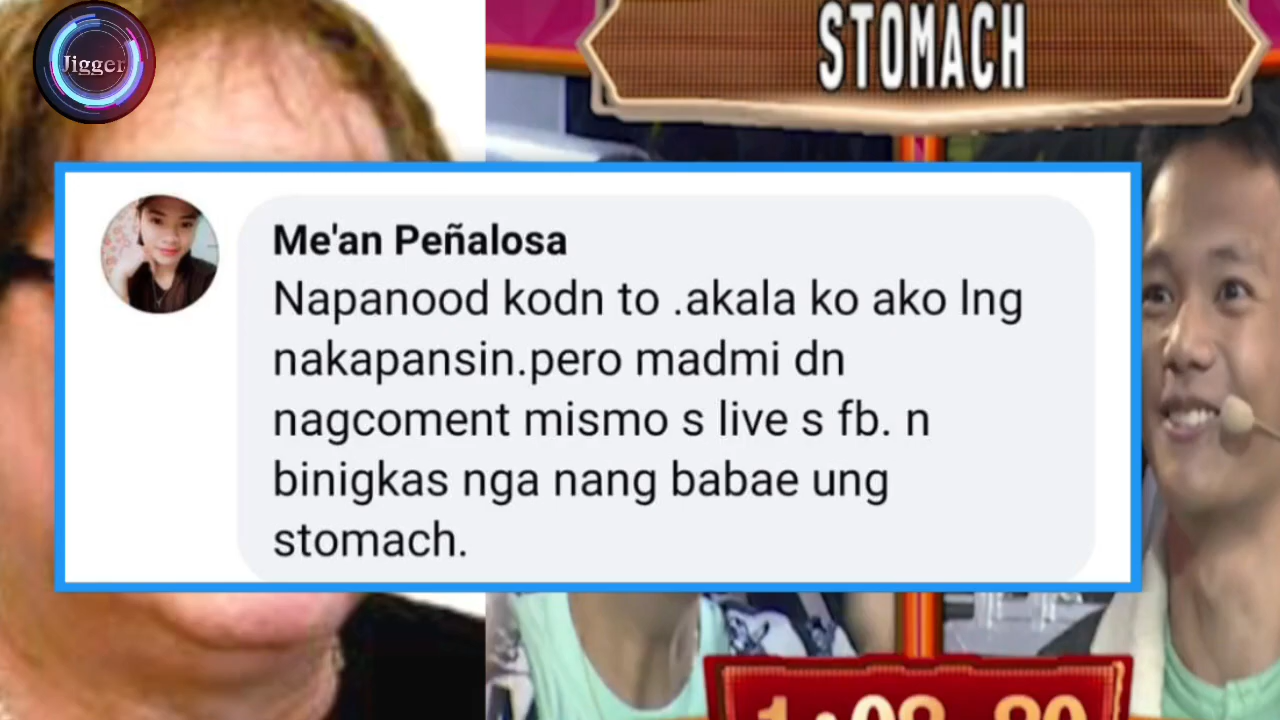 Jigger
STOMACH
Me'an Peñalosa
Napanood kodn to .akala ko ako lng
nakapansin.pero madmi dn
nagcoment mismo s live s fb. n
binigkas nga nang babae ung
stomach.